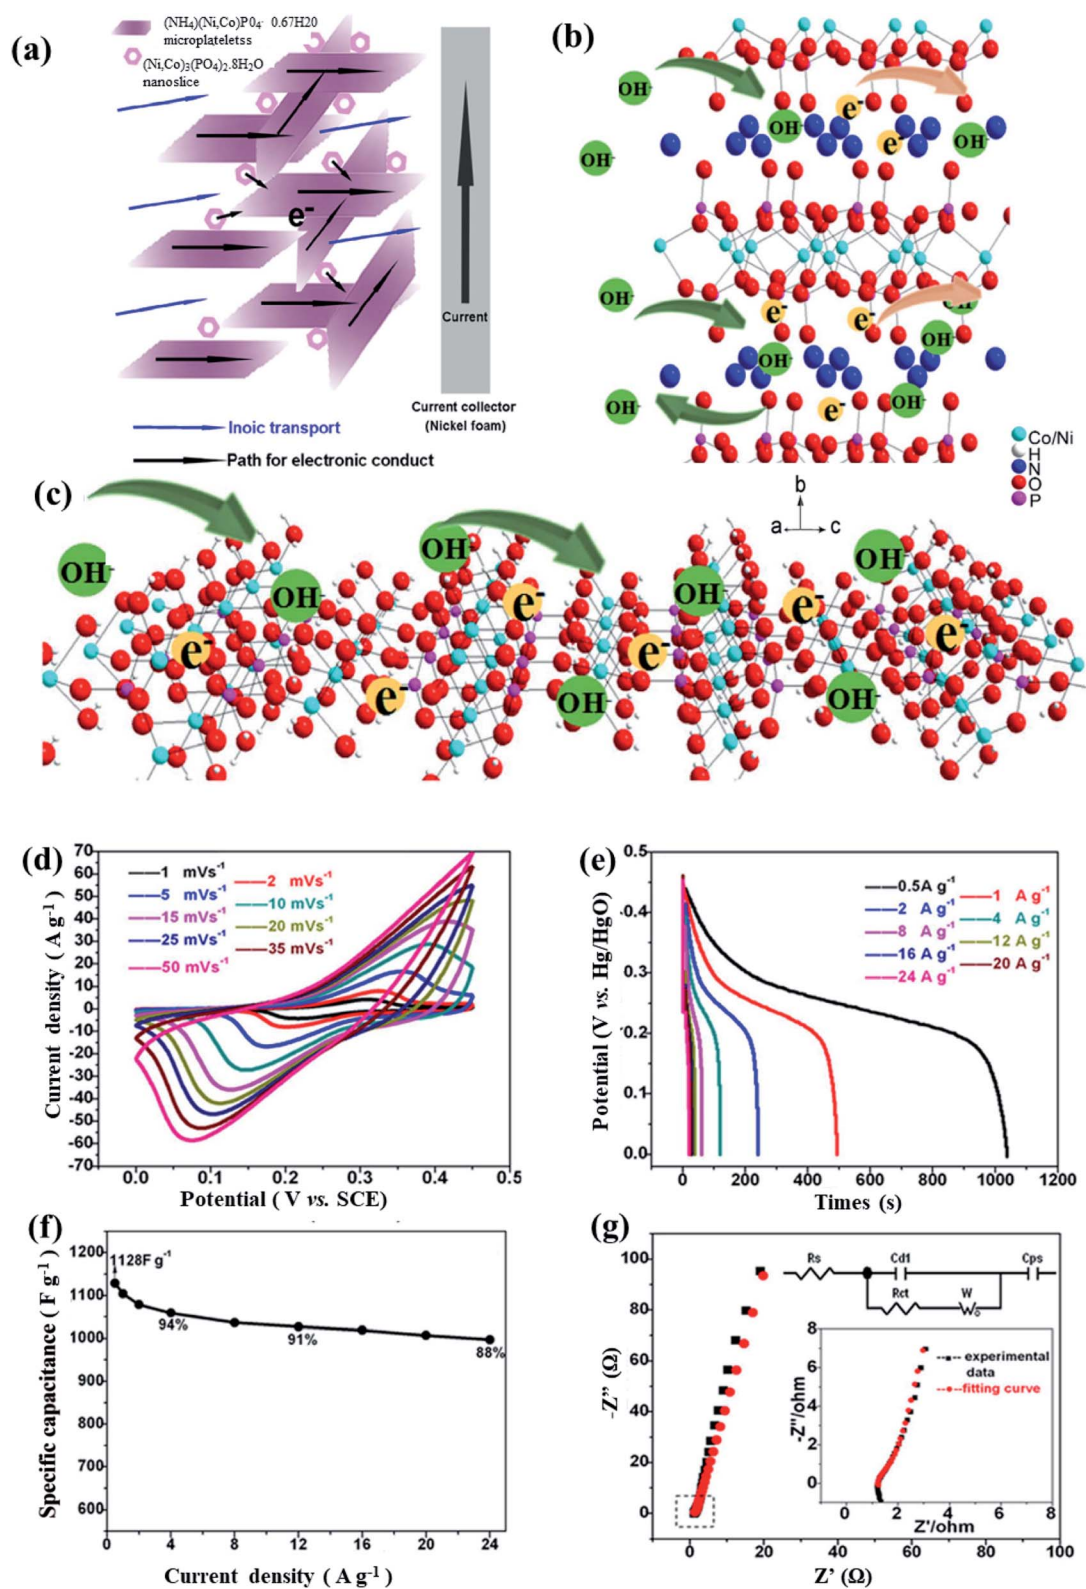 (a)
(NH4)(Ni,Co)P04· 0.67H20
microplateletss
(Ni,Co)3(PO4)2.8H2O
nanoslice
e-
Current
Current collector
(Nickel foam)
Inoic transport
Path for electronic conduct
(b)
OH-
e-
e-
OH-
OH-
OH-
OH-
e-
e-
OH-
OH-
OH-
OH-
e-
OH-
Co/Ni
H
N
O
P
(c)
b
a
c
OH-
OH-
OH-
OH-
OH-
e-
e-
e-
e-
e-
e-
OH-
OH-
(d)
Current density ( A g-1 )
70
60
50
40
30
20
10
0
-10
-20
-30
-40
-50
-60
-70
1 mVs-1
2 mVs-1
5 mVs-1
10 mVs-1
15 mVs-1
20 mVs-1
25 mVs-1
35 mVs-1
50 mVs-1
0.0 0.1 0.2 0.3 0.4 0.5
Potential ( V vs. SCE)
(e)
Potential (V vs. Hg/HgO)
0.5
0.4
0.3
0.2
0.1
0.0
0.5A g-1
1 A g-1
2 A g-1
4 A g-1
8 A g-1
12 A g-1
16 A g-1
20 A g-1
24 A g-1
0 200 400 600 800 1000 1200
Times (s)
(f)
Specific capacitance ( F g-1 )
1200
1100
1000
900
800
700
600
1128F g-1
94%
91%
88%
0 4 8 12 16 20 24
Current density ( A g-1 )
(g)
-Z" (Ω)
100
80
60
40
20
0
Rs
Cd1
Cps
Rct
W
o
-Z"/ohm
8
6
4
2
0
experimental
data
fitting curve
0 2 4 6 8
Z'/ohm
0 20 40 60 80 100
Z' (Ω)